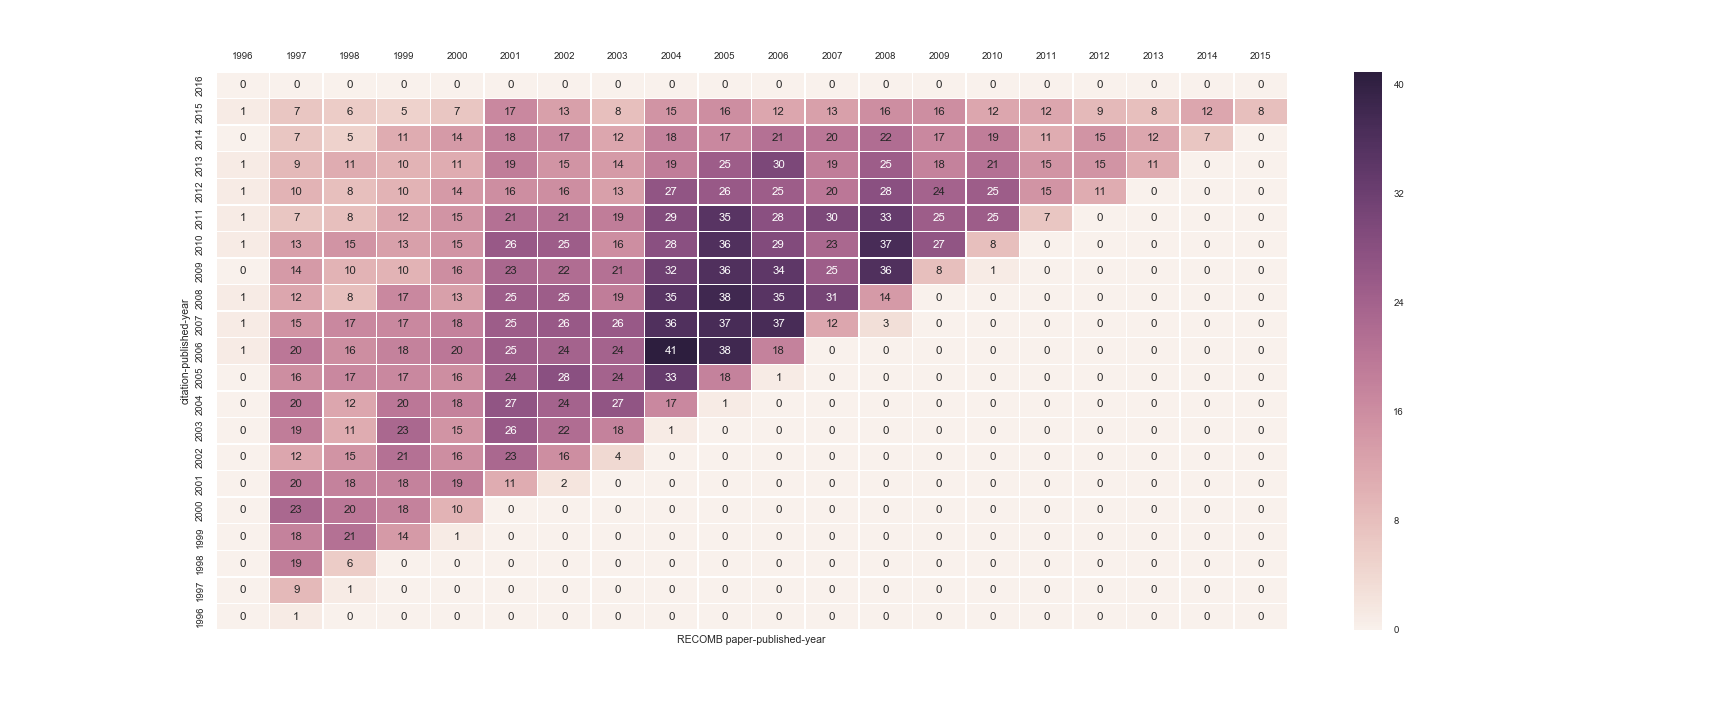 1996 1997 1998 1999 2000 2001 2002 2003 2004 2005 2006 2007 2008 2009 2010 2011 2012 2013 2014 2015
2016 0 0 0 0 0 0 0 0 0 0 0 0 0 0 0 0 0 0 0 0
2015 1 7 6 5 7 17 13 8 15 16 12 13 16 16 12 12 9 8 12 8
2014 0 7 5 11 14 18 17 12 18 17 21 20 22 17 19 11 15 12 7 0
2013 1 9 11 10 11 19 15 14 19 25 30 19 25 18 21 15 15 11 0 0
2012 1 10 8 10 14 16 16 13 27 26 25 20 28 24 25 15 11 0 0 0
2011 1 7 8 12 15 21 21 19 29 35 28 30 33 25 25 7 0 0 0 0
2010 1 13 15 13 15 26 25 16 28 36 29 23 37 27 8 0 0 0 0 0
2009 0 14 10 10 16 23 22 21 32 36 34 25 36 8 1 0 0 0 0 0
2008 1 12 8 17 13 25 25 19 35 38 35 31 14 0 0 0 0 0 0 0
2007 1 15 17 17 18 25 26 26 36 37 37 12 3 0 0 0 0 0 0 0
2006 1 20 16 18 20 25 24 24 41 38 18 0 0 0 0 0 0 0 0 0
2005 0 16 17 17 16 24 28 24 33 18 1 0 0 0 0 0 0 0 0 0
2004 0 20 12 20 18 27 24 27 17 1 0 0 0 0 0 0 0 0 0 0
2003 0 19 11 23 15 26 22 18 1 0 0 0 0 0 0 0 0 0 0 0
2002 0 12 15 21 16 23 16 4 0 0 0 0 0 0 0 0 0 0 0 0
2001 0 20 18 18 19 11 2 0 0 0 0 0 0 0 0 0 0 0 0 0
2000 0 23 20 18 10 0 0 0 0 0 0 0 0 0 0 0 0 0 0 0
1999 0 18 21 14 1 0 0 0 0 0 0 0 0 0 0 0 0 0 0 0
1998 0 19 6 0 0 0 0 0 0 0 0 0 0 0 0 0 0 0 0 0
1997 0 9 1 0 0 0 0 0 0 0 0 0 0 0 0 0 0 0 0 0
1996 0 1 0 0 0 0 0 0 0 0 0 0 0 0 0 0 0 0 0 0
citation-published-year
RECOMB paper-published-year
40
32
24
16
8
0